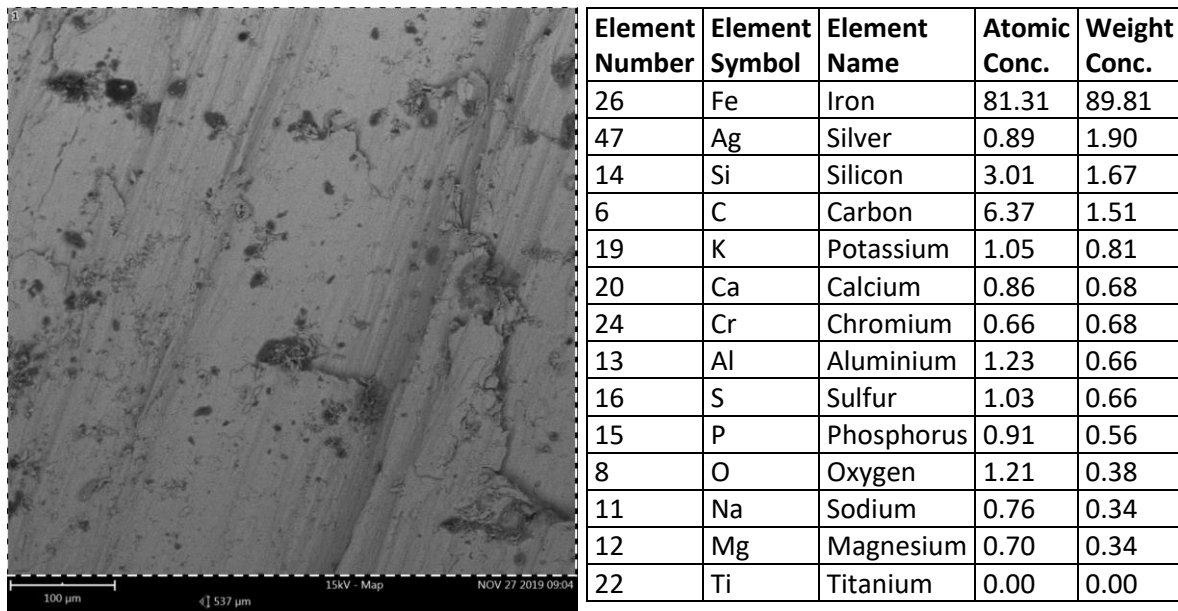 1
100 µm
537 µm
15kV - Map
NOV 27 2019 09:04
Element Number Element Symbol Element Name Atomic Conc. Weight Conc.
26 Fe Iron 81.31 89.81
47 Ag Silver 0.89 1.90
14 Si Silicon 3.01 1.67
6 C Carbon 6.37 1.51
19 K Potassium 1.05 0.81
20 Ca Calcium 0.86 0.68
24 Cr Chromium 0.66 0.68
13 Al Aluminium 1.23 0.66
16 S Sulfur 1.03 0.66
15 P Phosphorus 0.91 0.56
8 O Oxygen 1.21 0.38
11 Na Sodium 0.76 0.34
12 Mg Magnesium 0.70 0.34
22 Ti Titanium 0.00 0.00